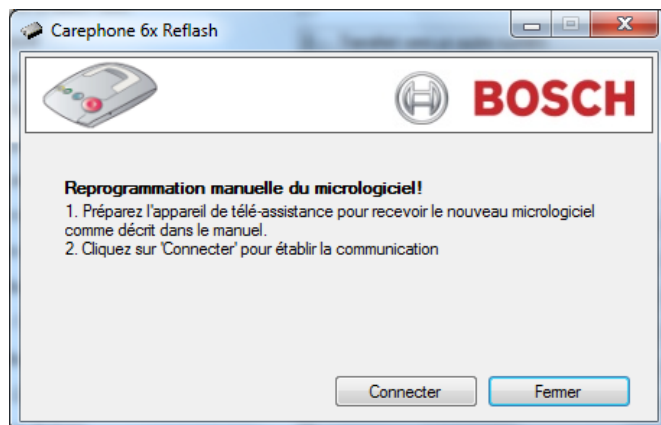 Carephone 6x Reflash
BOSCH
Reprogrammation manuelle du micrologiciel!
1. Préparez l'appareil de télé-assistance pour recevoir le nouveau micrologiciel
comme décrit dans le manuel.
2. Cliquez sur 'Connecter' pour établir la communication
Connecter
Fermer